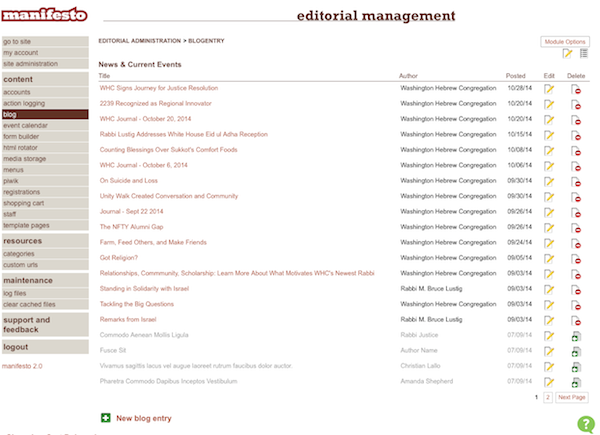 manifesto
editorial management
go to site
my account
site administration
content
accounts
action logging
blog
event calendar
form builder
html rotator
media storage
menus
piwik
registrations
shopping cart
staff
template pages
resources
categories
custom urls
maintenance
log files
clear cached files
support and
feedback
logout
manifesto 2.0
EDITORIAL ADMINISTRATION > BLOGENTRY
Module Options
News & Current Events
Title Author Posted Edit Delete
WHC Signs Journey for Justice Resolution Washington Hebrew Congregation 10/28/14
2239 Recognized as Regional Innovator Washington Hebrew Congregation 10/20/14
WHC Journal - October 20, 2014 Washington Hebrew Congregation 10/20/14
Rabbi Lustig Addresses White House Eid ul Adha Reception Washington Hebrew Congregation 10/15/14
Counting Blessings Over Sukkot's Comfort Foods Washington Hebrew Congregation 10/08/14
WHC Journal - October 6, 2014 Washington Hebrew Congregation 10/06/14
On Suicide and Loss Washington Hebrew Congregation 09/30/14
Unity Walk Created Conversation and Community Washington Hebrew Congregation 09/30/14
Journal - Sept 22 2014 Washington Hebrew Congregation 09/26/14
The NFTY Alumni Gap Washington Hebrew Congregation 09/26/14
Farm, Feed Others, and Make Friends Washington Hebrew Congregation 09/24/14
Got Religion? Washington Hebrew Congregation 09/05/14
Relationships, Commmunity, Scholarship: Learn More About What Motivates WHC's Newest Rabbi Washington Hebrew Congregation 09/03/14
Standing in Solidarity with Israel Rabbi M. Bruce Lustig 09/03/14
Tackling the Big Questions Washington Hebrew Congregation 09/03/14
Remarks from Israel Rabbi M. Bruce Lustig 09/03/14
Commodo Aenean Mollis Ligula Rabbi Justice 07/09/14
Fusce Sit Author Name 07/09/14
Vivamus sagittis lacus vel augue laoreet rutrum faucibus dolor auctor. Christian Lallo 07/09/14
Pharetra Commodo Dapibus Inceptos Vestibulum Amanda Shepherd 07/09/14
1 2 Next Page
New blog entry
?